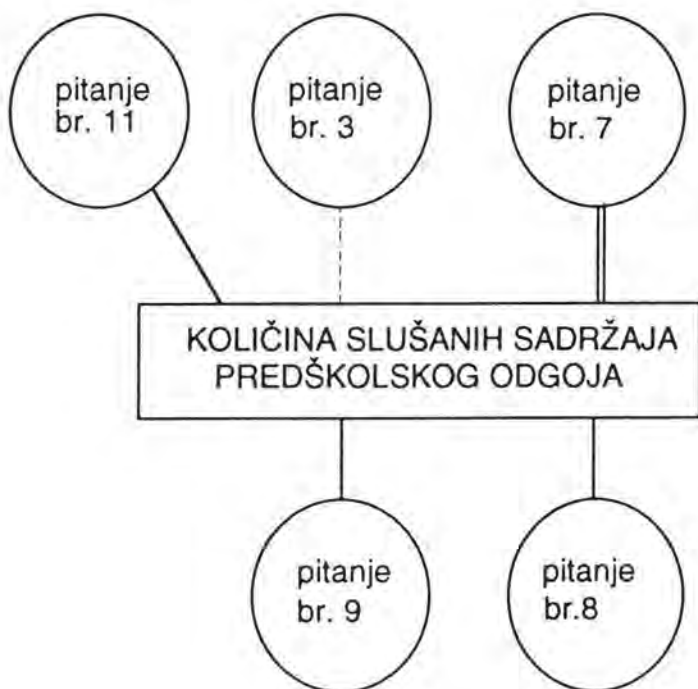 pitanje
br. 11
pitanje
br. 3
pitanje
br. 7
KOLIČINA SLUŠANIH SADRŽAJA
PREDŠKOLSKOG ODGOJA
pitanje
br. 9
pitanje
br.8